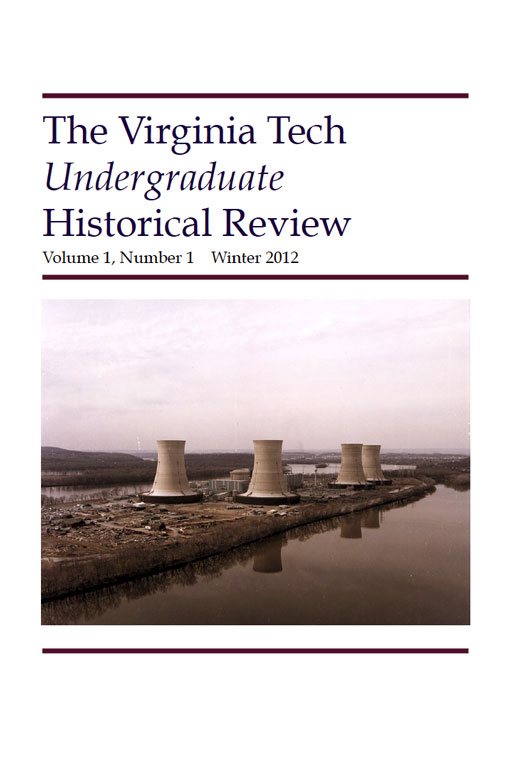 The Virginia Tech
Undergraduate
Historical Review
Volume 1, Number 1 Winter 2012